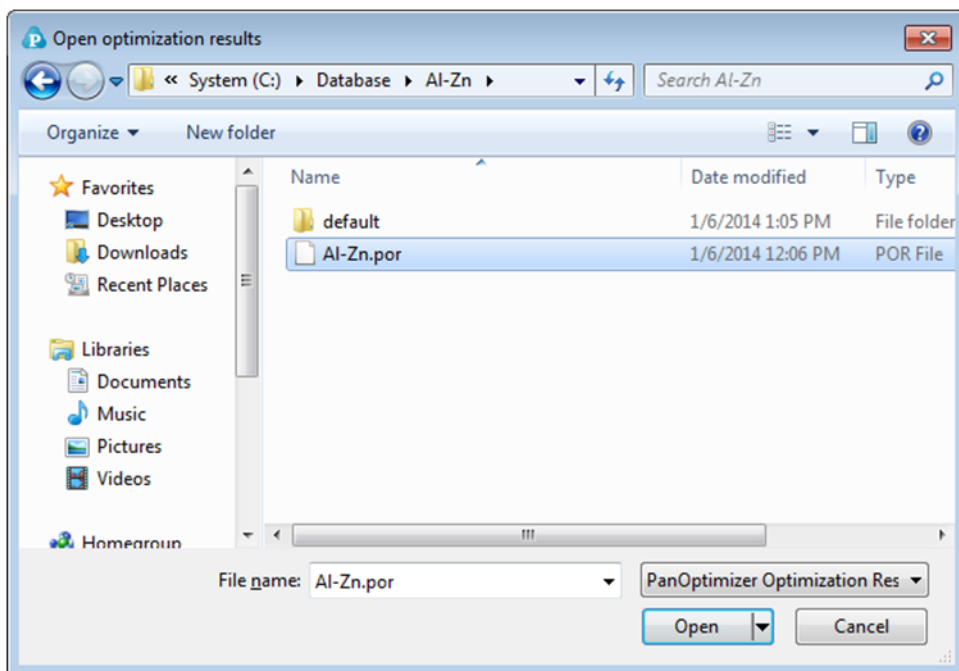 Open optimization results
« System (C:) Database Al-Zn Search Al-Zn
Organize New folder
Name Date modified Type
Favorites
Desktop
Downloads
Recent Places
Libraries
Documents
Music
Pictures
Videos
Homegroup
default 1/6/2014 1:05 PM File folder
Al-Zn.por 1/6/2014 12:06 PM POR File
File name: Al-Zn.por PanOptimizer Optimization Res
Open Cancel